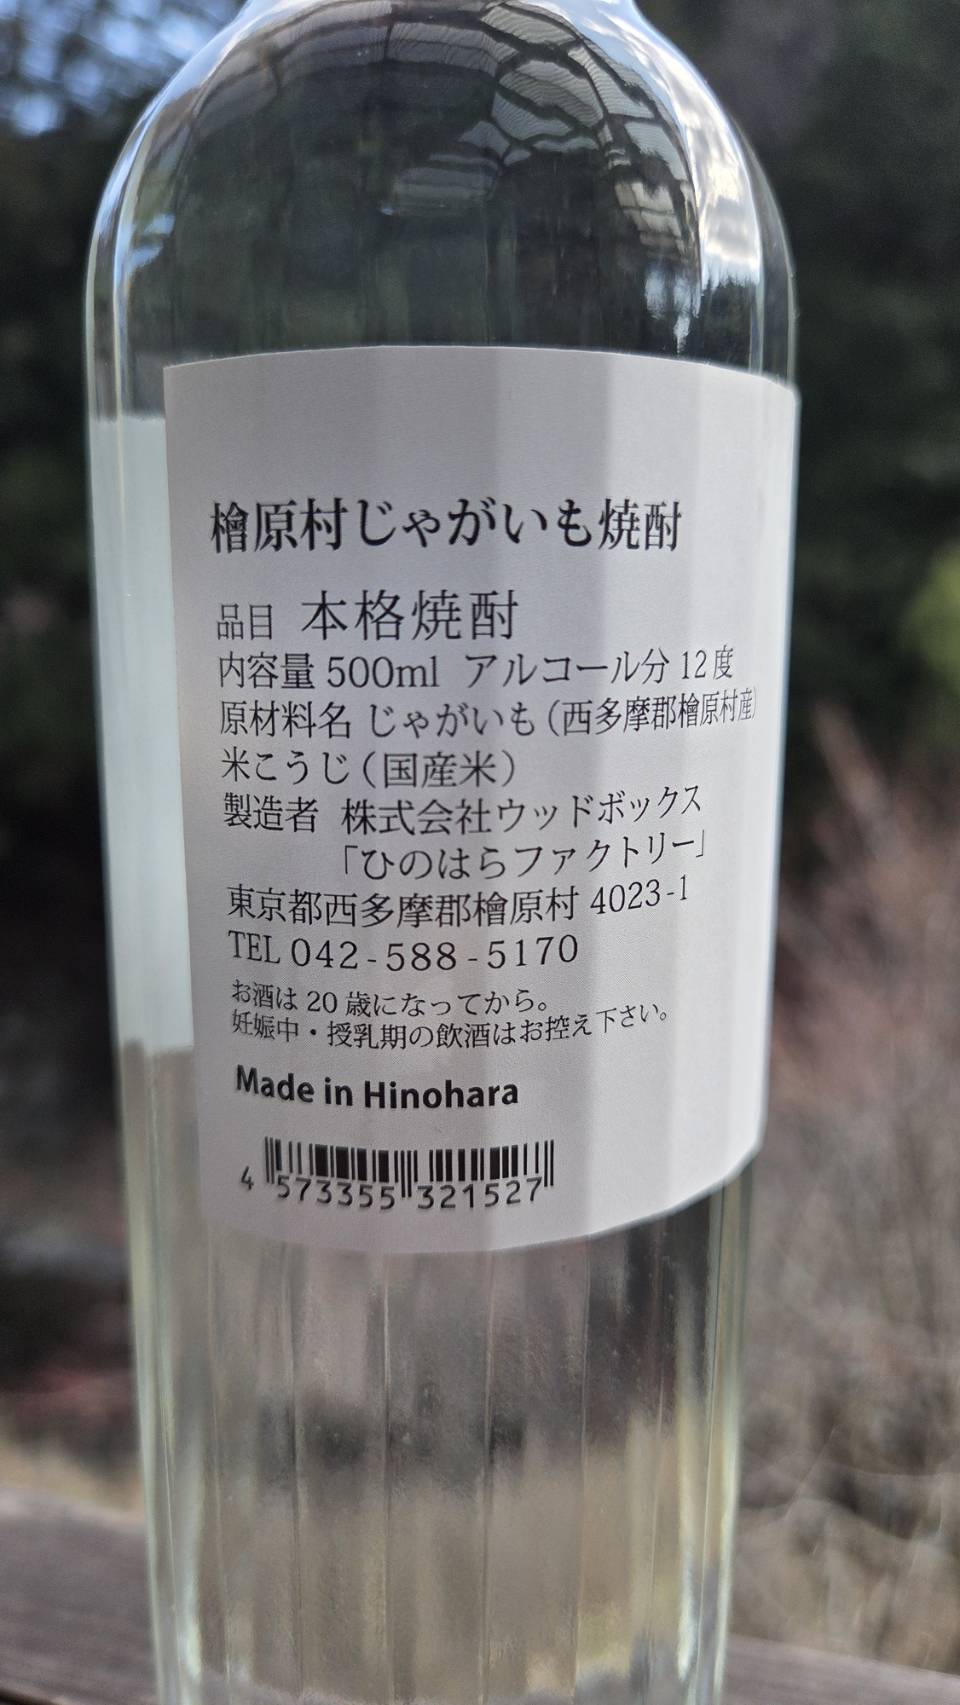 檜原村じゃがいも焼酎
品目 本格焼酎
内容量 500ml アルコール分 12度
原材料名 じゃがいも（西多摩郡檜原村産）
米こうじ（国産米）
製造者 株式会社ウッドボックス
「ひのはらファクトリー」
東京都西多摩郡檜原村 4023-1
TEL 042-588-5170
お酒は 20 歳になってから。
妊娠中・授乳期の飲酒はお控え下さい。
Made in Hinohara
4 573355 321527